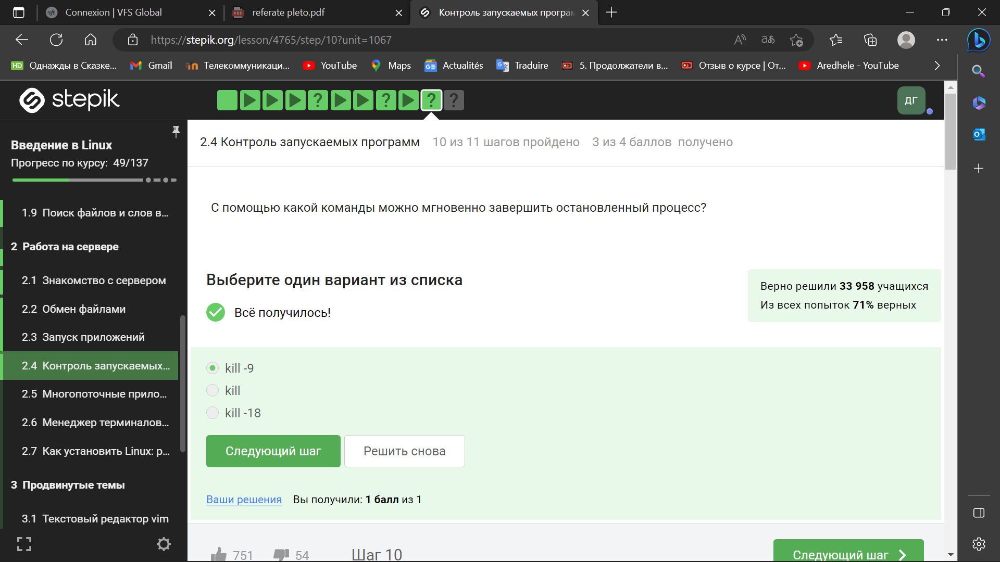 Connexion | VFS Global
referate pleto.pdf
Контроль запускаемых програм
https://stepik.org/lesson/4765/step/10?unit=1067
Однажды в Сказке...
Gmail
Телекоммуникаци...
YouTube
Maps
Actualités
Traduire
5. Продолжатели в...
Отзыв о курсе | От...
Aredhele - YouTube
stepik
ДГ
Введение в Linux
Прогресс по курсу: 49/137
1.9 Поиск файлов и слов в...
2 Работа на сервере
2.1 Знакомство с сервером
2.2 Обмен файлами
2.3 Запуск приложений
2.4 Контроль запускаемых...
2.5 Многопоточные прило...
2.6 Менеджер терминалов...
2.7 Как установить Linux: р...
3 Продвинутые темы
3.1 Текстовый редактор vim
2.4 Контроль запускаемых программ 10 из 11 шагов пройдено 3 из 4 баллов получено
С помощью какой команды можно мгновенно завершить остановленный процесс?
Выберите один вариант из списка
Всё получилось!
Верно решили 33 958 учащихся
Из всех попыток 71% верных
kill -9
kill
kill -18
Следующий шаг
Решить снова
Ваши решения Вы получили: 1 балл из 1
751
54
Шаг 10
Следующий шаг